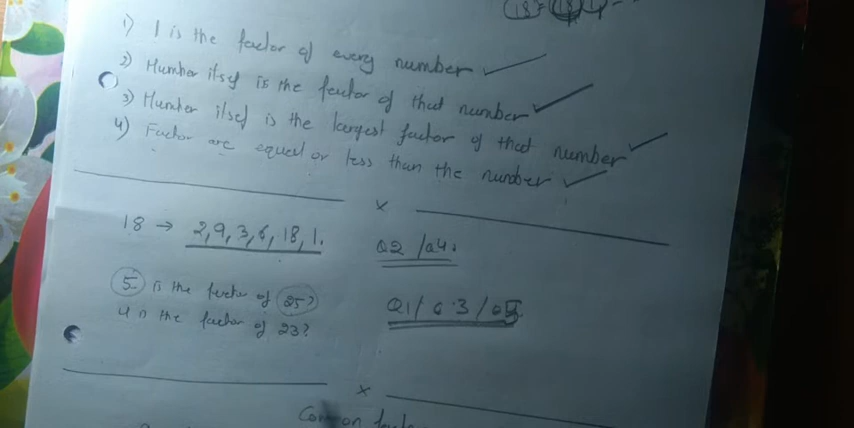 1) 1 is the factor of every number ✓
2) Number itself is the factor of that number ✓
3) Number itself is the largest factor of that number ✓
4) Factor are equal or less than the number ✓
×
18 → 2, 9, 3, 6, 18, 1. Q2 / Q4.
5 is the factor of 25?
4 is the factor of 23?
Q1 / Q.3 / Q5
×
Common